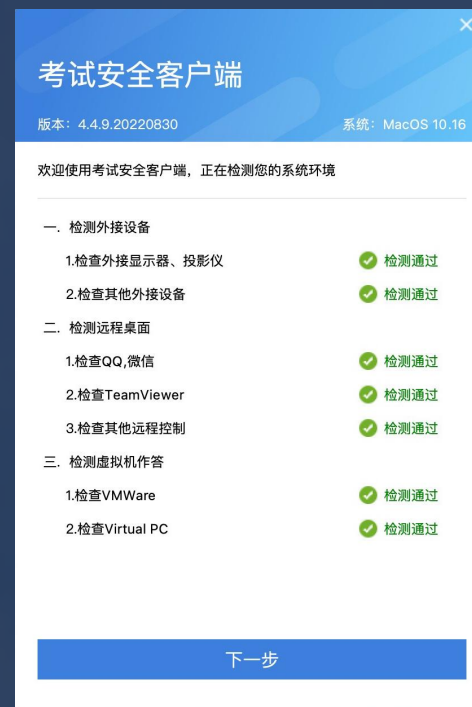 考试安全客户端
版本：4.4.9.20220830 系统：MacOS 10.16
欢迎使用考试安全客户端，正在检测您的系统环境
一. 检测外接设备
1.检查外接显示器、投影仪 检测通过
2.检查其他外接设备 检测通过
二. 检测远程桌面
1.检查QQ,微信 检测通过
2.检查TeamViewer 检测通过
3.检查其他远程控制 检测通过
三. 检测虚拟机作答
1.检查VMWare 检测通过
2.检查Virtual PC 检测通过
下一步